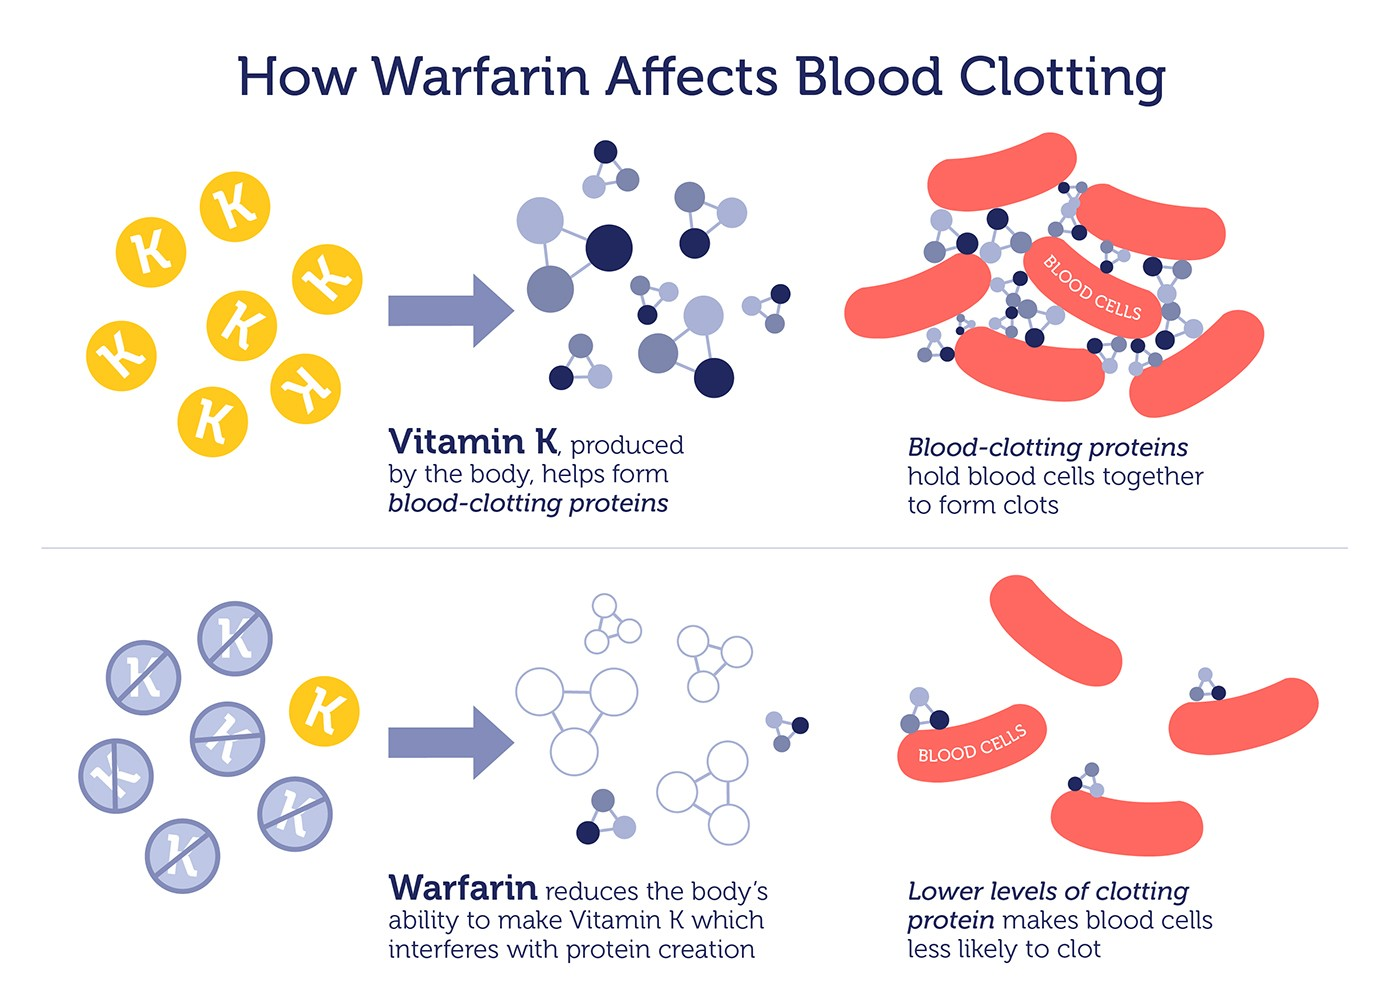 How Warfarin Affects Blood Clotting
K
K
K
K
K
K
K
BLOOD CELLS
Vitamin K, produced
by the body, helps form
blood-clotting proteins
Blood-clotting proteins
hold blood cells together
to form clots
K
K
K
K
K
K
K
BLOOD CELLS
Warfarin reduces the body's
ability to make Vitamin K which
interferes with protein creation
Lower levels of clotting
protein makes blood cells
less likely to clot